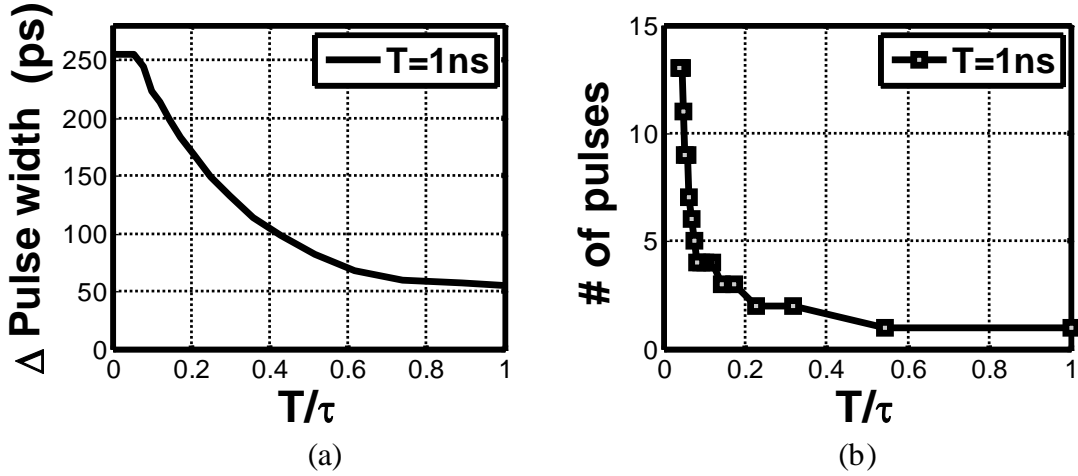 Δ Pulse width (ps)
250
200
150
100
50
0
0 0.2 0.4 0.6 0.8 1
T/τ
T=1ns
(a)
# of pulses
15
10
5
0
0 0.2 0.4 0.6 0.8 1
T/τ
T=1ns
(b)